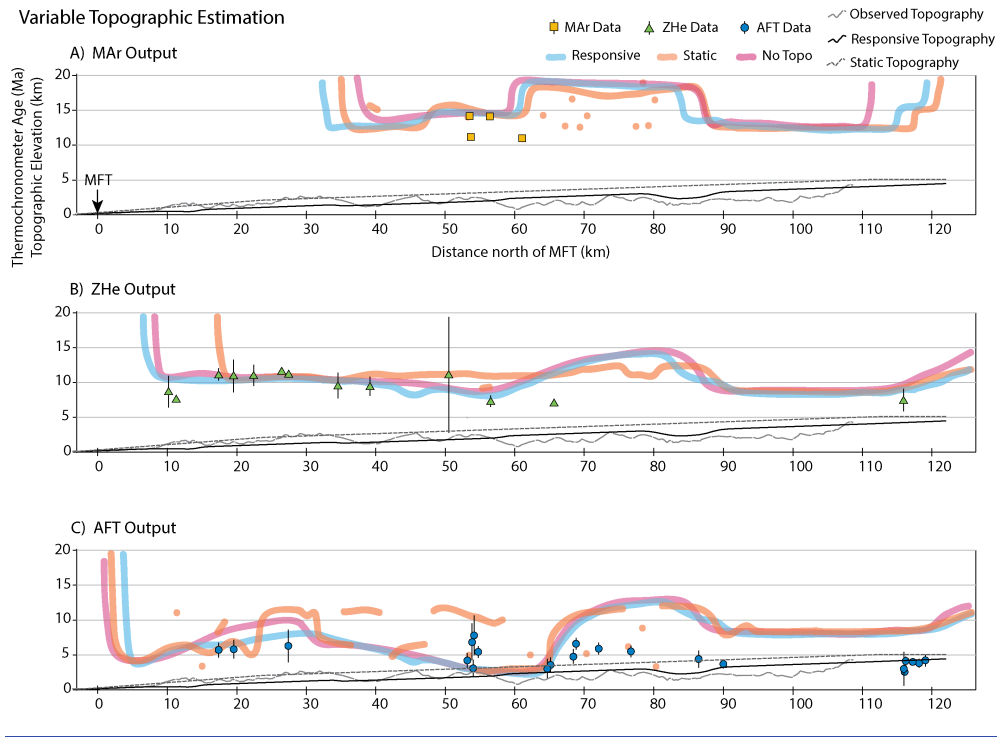 Variable Topographic Estimation
MAr Data ZHe Data AFT Data
Responsive Static No Topo
Observed Topography
Responsive Topography
Static Topography
A) MAr Output
Thermochronometer Age (Ma)
Topographic Elevation (km)
20
15
10
5
0
MFT
0 10 20 30 40 50 60 70 80 90 100 110 120
Distance north of MFT (km)
B) ZHe Output
20
15
10
5
0
0 10 20 30 40 50 60 70 80 90 100 110 120
C) AFT Output
20
15
10
5
0
0 10 20 30 40 50 60 70 80 90 100 110 120